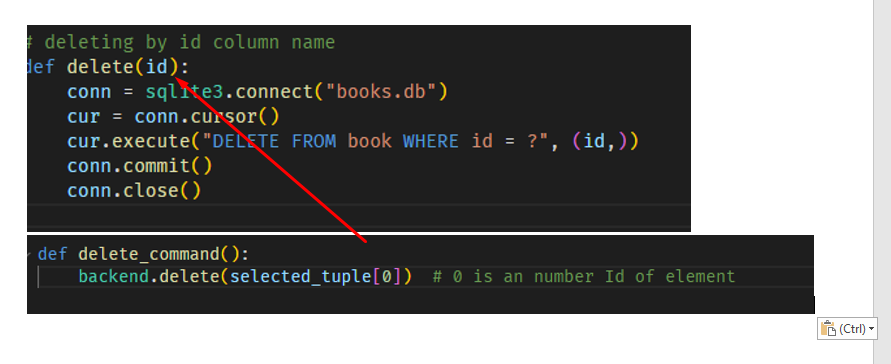 # deleting by id column name
def delete(id):
conn = sqlite3.connect("books.db")
cur = conn.cursor()
cur.execute("DELETE FROM book WHERE id = ?", (id,))
conn.commit()
conn.close()
def delete_command():
backend.delete(selected_tuple[0]) # 0 is an number Id of element
(Ctrl)